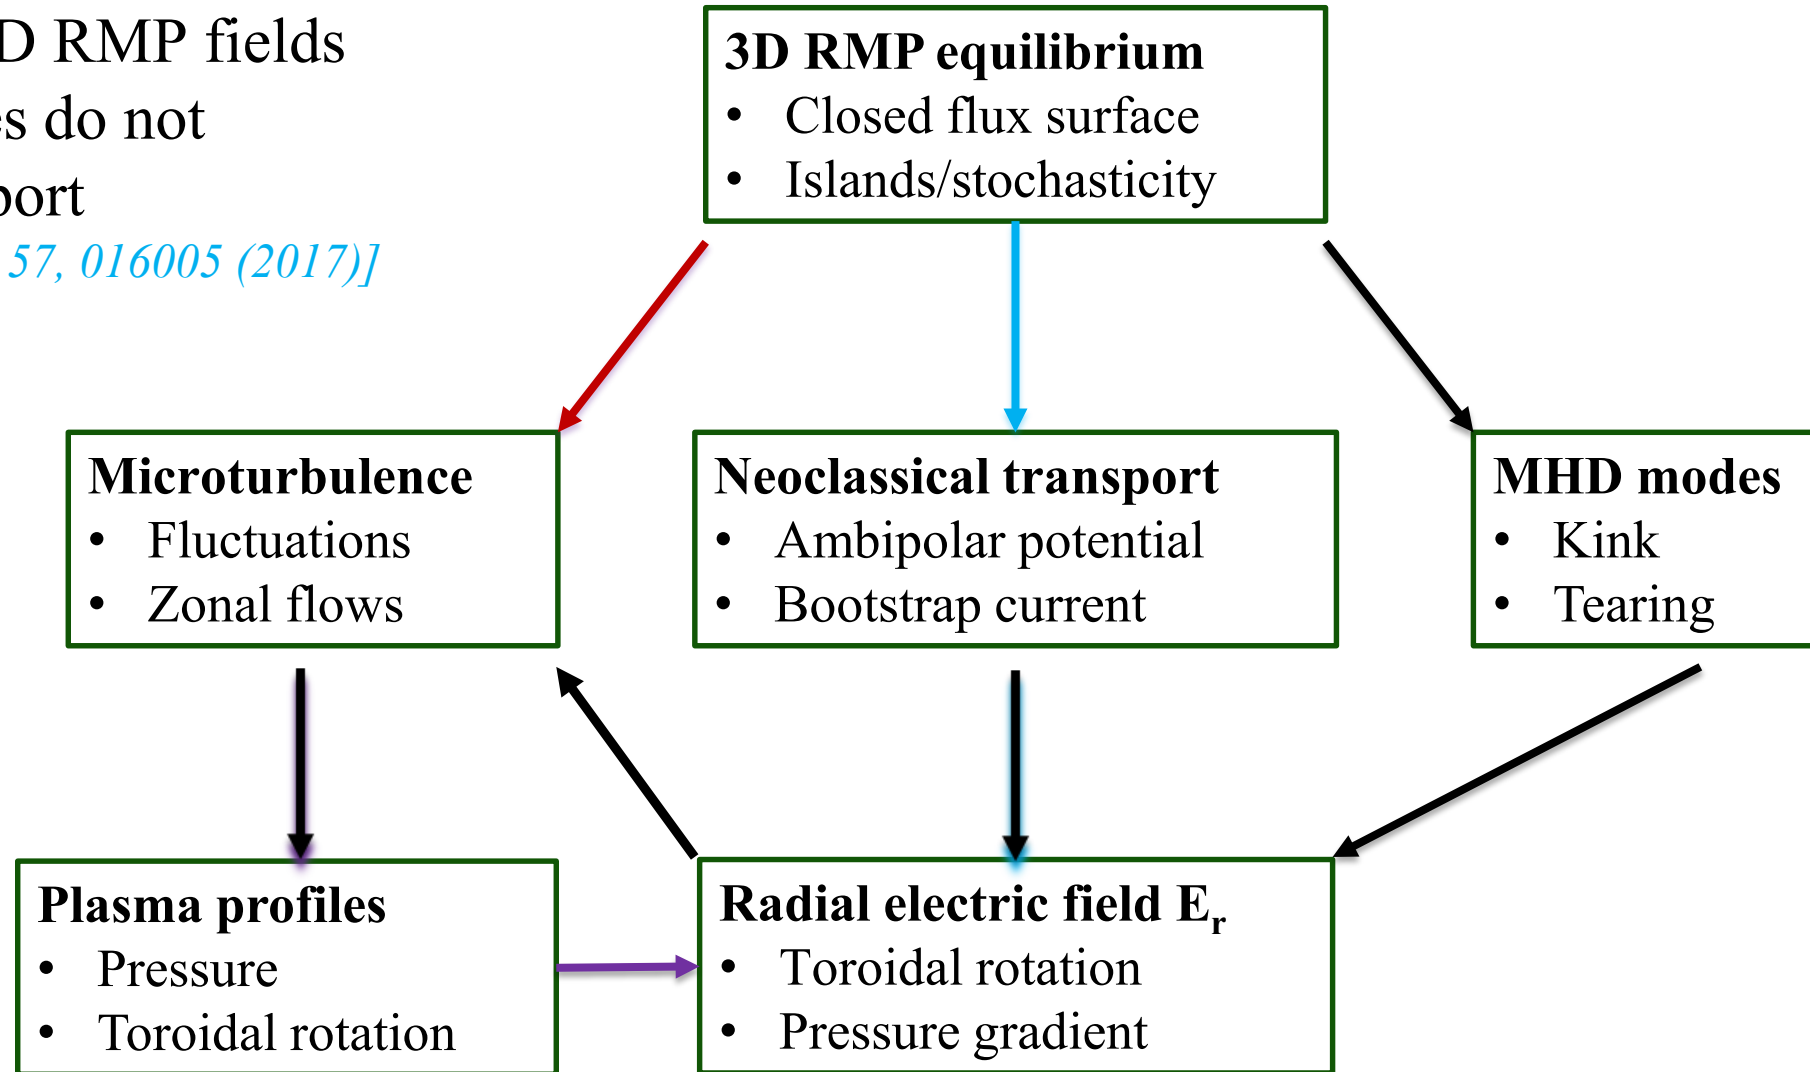 D RMP fields
es do not
port
57, 016005 (2017)]
3D RMP equilibrium
• Closed flux surface
• Islands/stochasticity
Microturbulence
• Fluctuations
• Zonal flows
Neoclassical transport
• Ambipolar potential
• Bootstrap current
MHD modes
• Kink
• Tearing
Plasma profiles
• Pressure
• Toroidal rotation
Radial electric field Er
• Toroidal rotation
• Pressure gradient